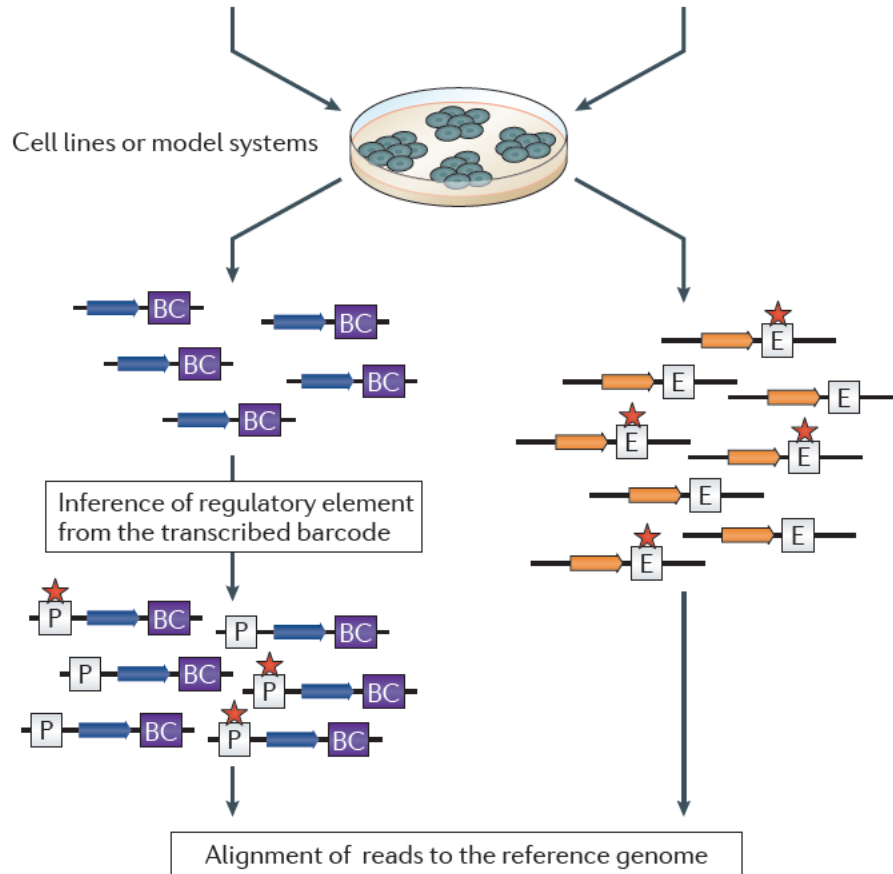 Cell lines or model systems
BC
BC
BC
BC
BC
E
E
E
E
E
E
E
E
Inference of regulatory element
from the transcribed barcode
P BC
P BC
P BC
P BC
P BC
P BC
Alignment of reads to the reference genome